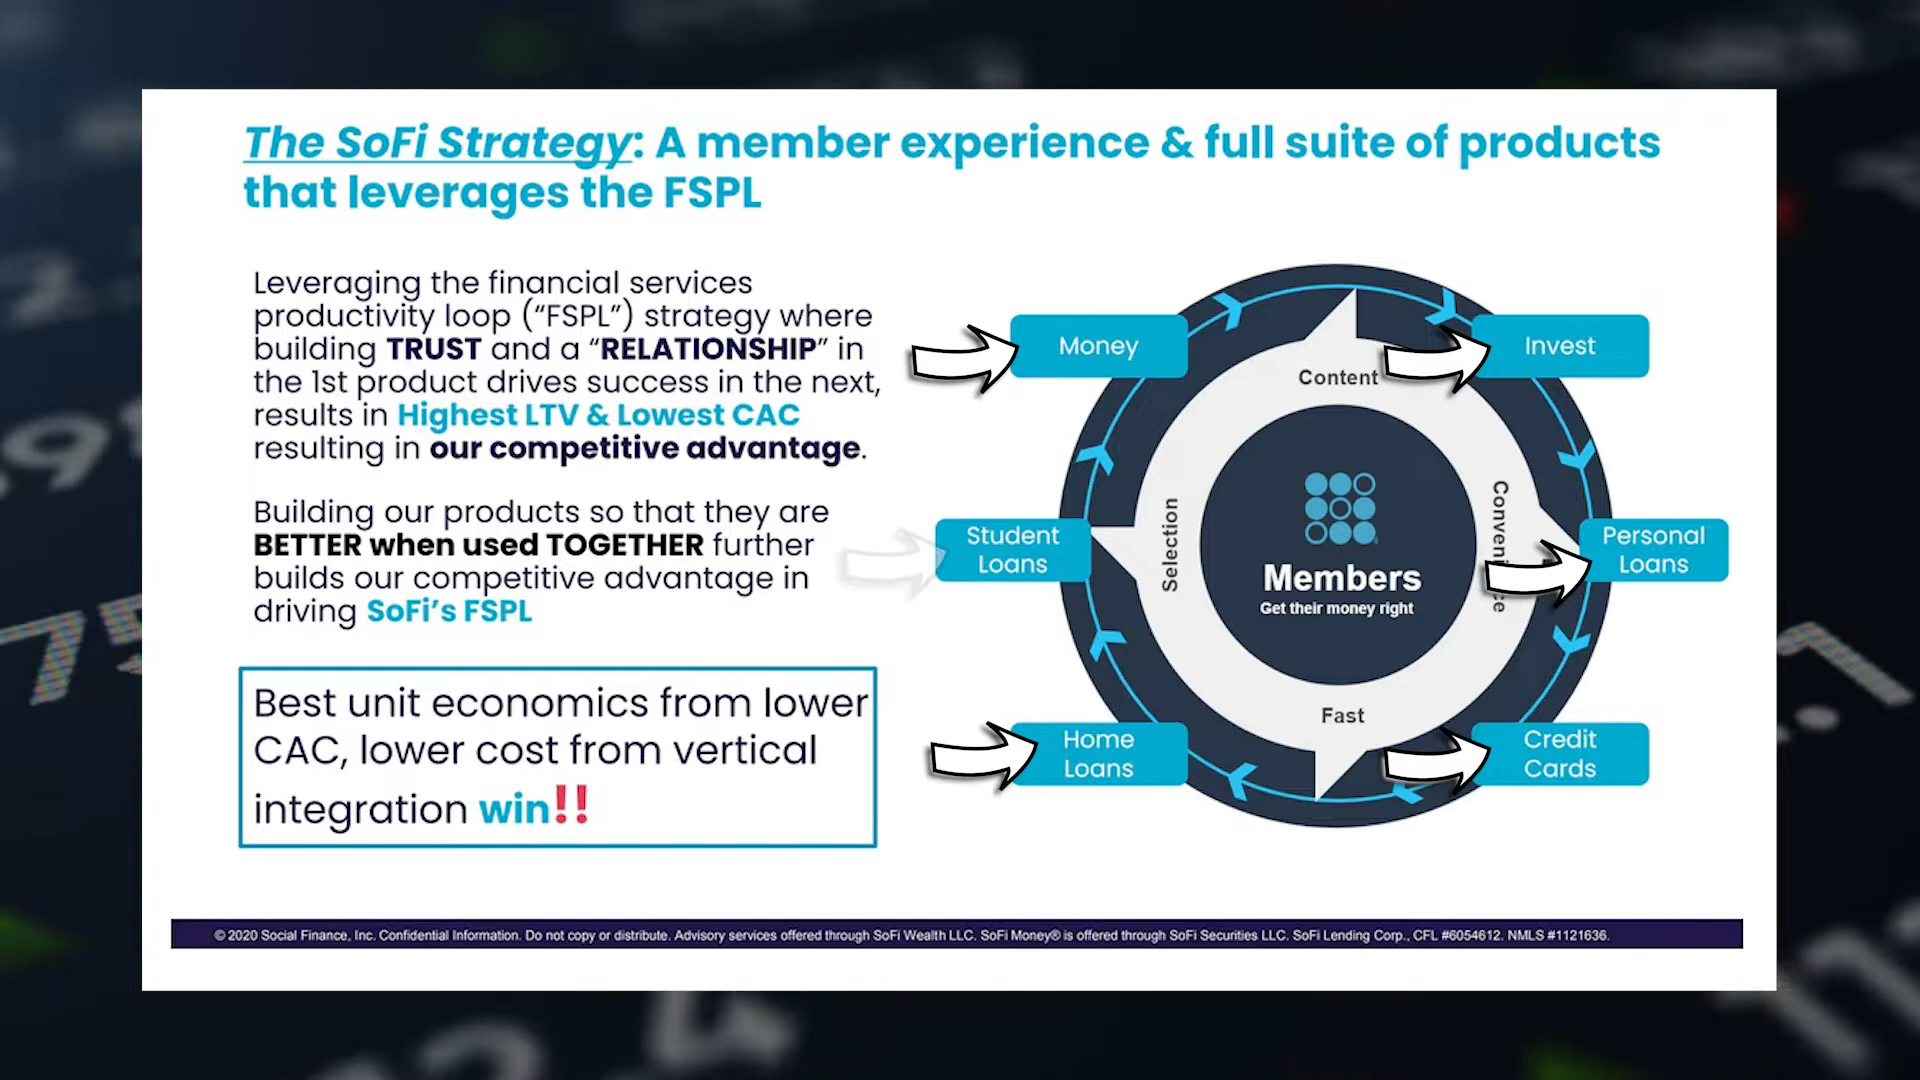 The SoFi Strategy: A member experience & full suite of products
that leverages the FSPL
Leveraging the financial services
productivity loop (“FSPL”) strategy where
building TRUST and a “RELATIONSHIP” in
the 1st product drives success in the next,
results in Highest LTV & Lowest CAC
resulting in our competitive advantage.
Building our products so that they are
BETTER when used TOGETHER further
builds our competitive advantage in
driving SoFi’s FSPL
Best unit economics from lower
CAC, lower cost from vertical
integration win!!
Money
Invest
Content
Student
Loans
Selection
Personal
Loans
Members
Get their money right
Home
Loans
Fast
Credit
Cards
© 2020 Social Finance, Inc. Confidential Information. Do not copy or distribute. Advisory services offered through SoFi Wealth LLC. SoFi Money® is offered through SoFi Securities LLC. SoFi Lending Corp., CFL #6054612. NMLS #1121636.